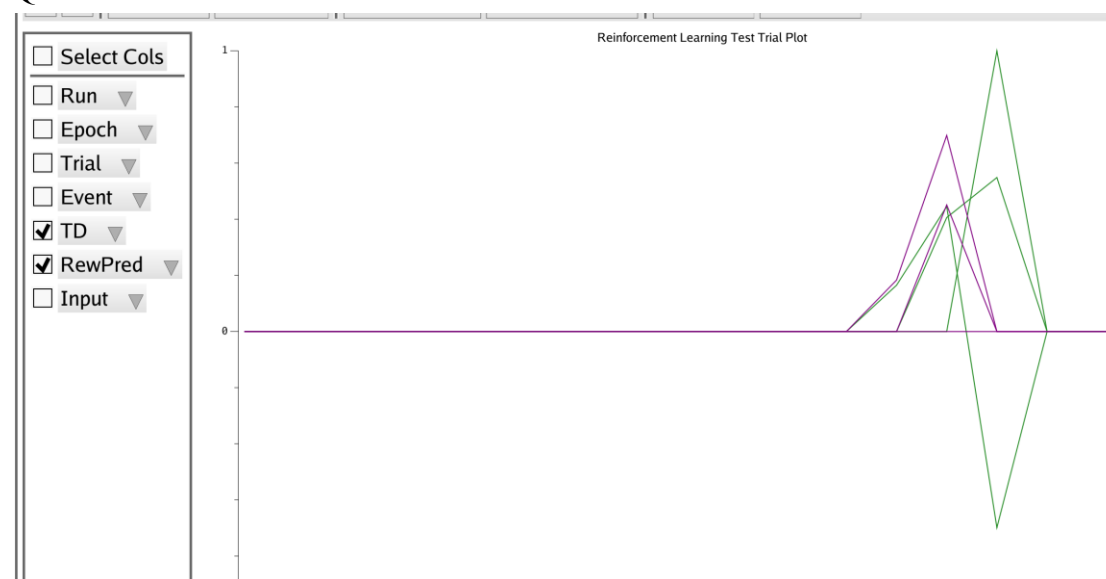 Reinforcement Learning Test Trial Plot
Select Cols
Run
Epoch
Trial
Event
TD
RewPred
Input
1
0